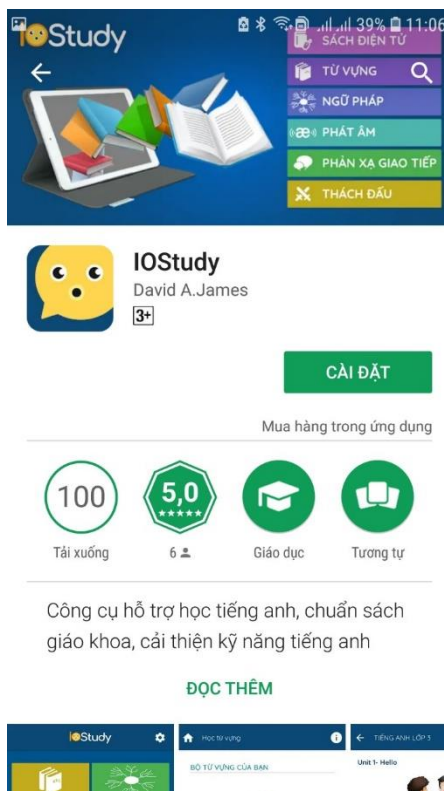 39% 11:06
IOStudy
SÁCH ĐIỆN TỬ
TỪ VỰNG
NGỮ PHÁP
æ PHÁT ÂM
PHẢN XẠ GIAO TIẾP
THÁCH ĐẤU
IOStudy
David A.James
3+
CÀI ĐẶT
Mua hàng trong ứng dụng
100
5,0
Tải xuống
6
Giáo dục
Tương tự
Công cụ hỗ trợ học tiếng anh, chuẩn sách
giáo khoa, cải thiện kỹ năng tiếng anh
ĐỌC THÊM
IOStudy
Học từ vựng
TIẾNG ANH LỚP 3
BỘ TỪ VỰNG CỦA BẠN
Unit 1- Hello